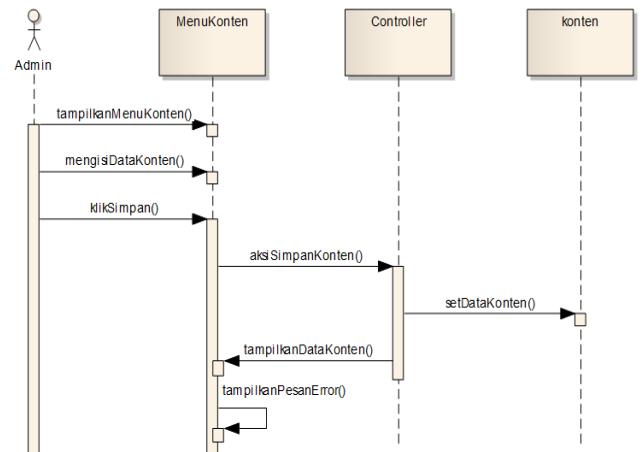 MenuKonten
Controller
konten
Admin
tampilkanMenuKonten()
mengisiDataKonten()
klikSimpan()
aksiSimpanKonten()
setDataKonten()
tampilkanDataKonten()
tampilkanPesanError()